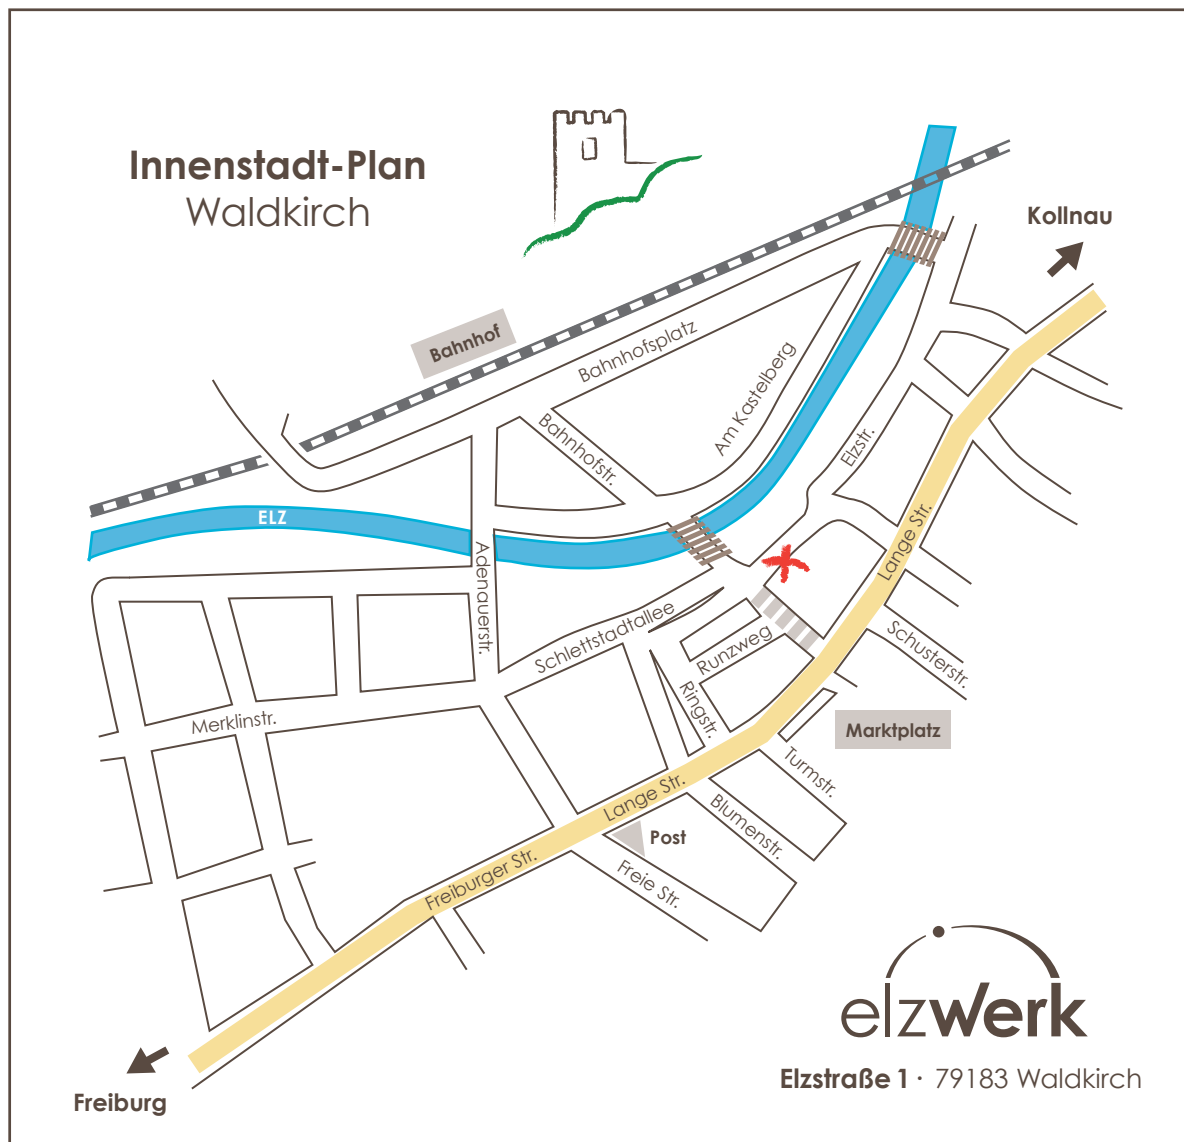 Innenstadt-Plan
Waldkirch
Kollnau
Bahnhof
Bahnhofsplatz
Am Kastelberg
Bahnhofstr.
Elzstr.
ELZ
Lange Str.
Adenauerstr.
Schlettstadtallee
Runzweg
Schusterstr.
Ringstr.
Merklinstr.
Marktplatz
Turmstr.
Lange Str.
Blumenstr.
Post
Freiburger Str.
Freie Str.
elzwerk
Elzstraße 1 · 79183 Waldkirch
Freiburg